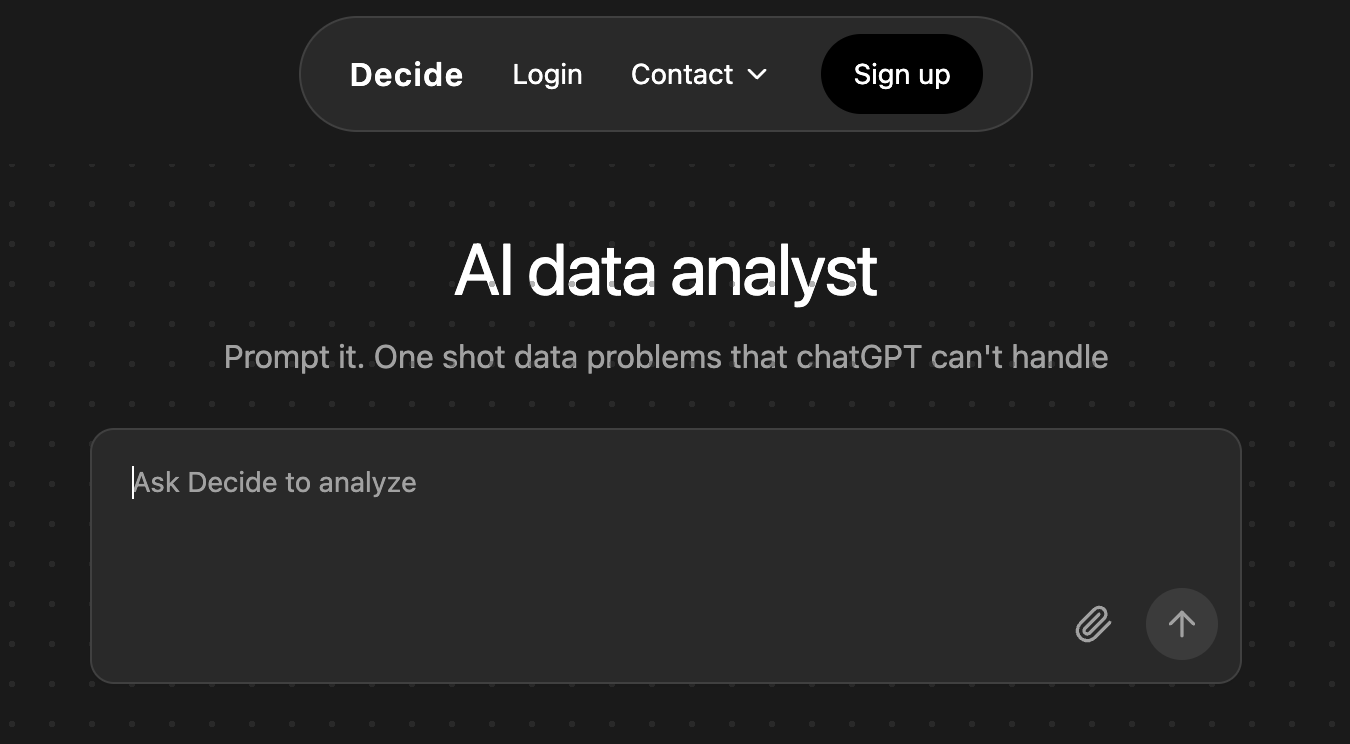 Decide Login Contact Sign up
AI data analyst
Prompt it. One shot data problems that chatGPT can't handle
Ask Decide to analyze